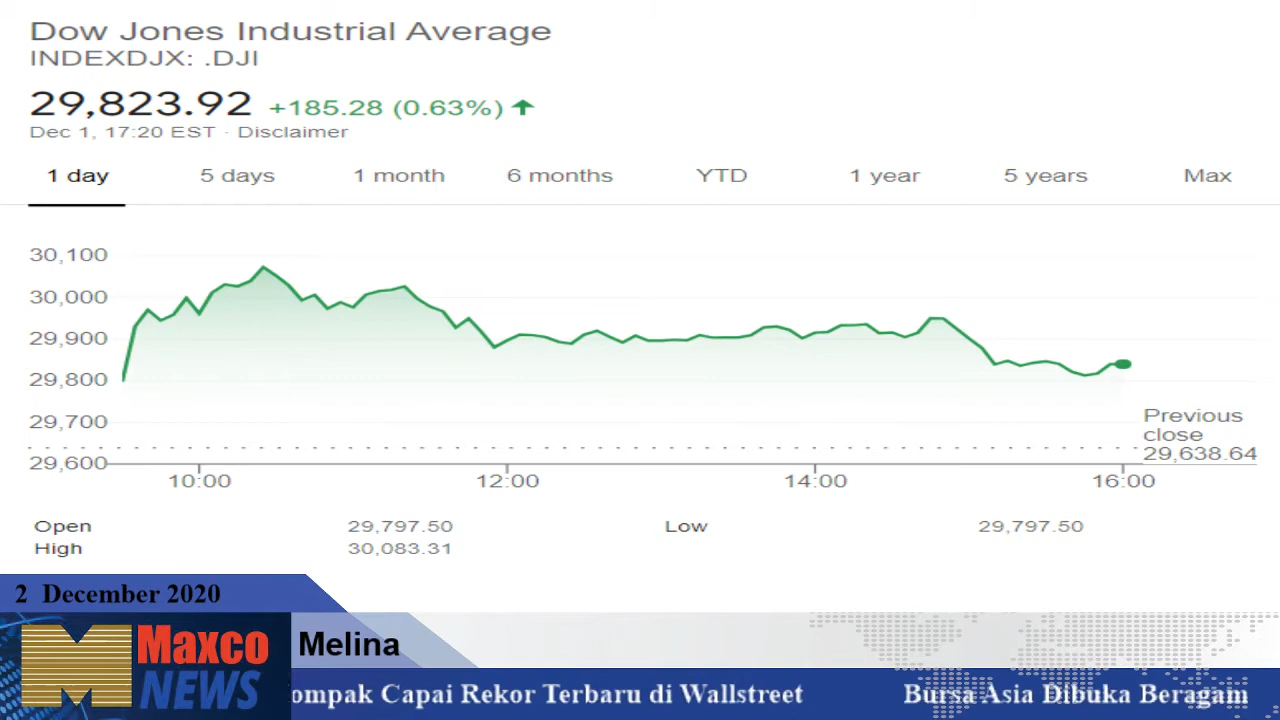 Dow Jones Industrial Average
INDEXDJX: .DJI
29,823.92 +185.28 (0.63%)
Dec 1, 17:20 EST · Disclaimer
1 day 5 days 1 month 6 months YTD 1 year 5 years Max
30,100
30,000
29,900
29,800
29,700
29,600
Previous
close
29,638.64
10:00 12:00 14:00 16:00
Open 29,797.50 Low 29,797.50
High 30,083.31
2 December 2020
Maxco
NEWS
Melina
ompak Capai Rekor Terbaru di Wallstreet Bursa Asia Dibuka Beragam